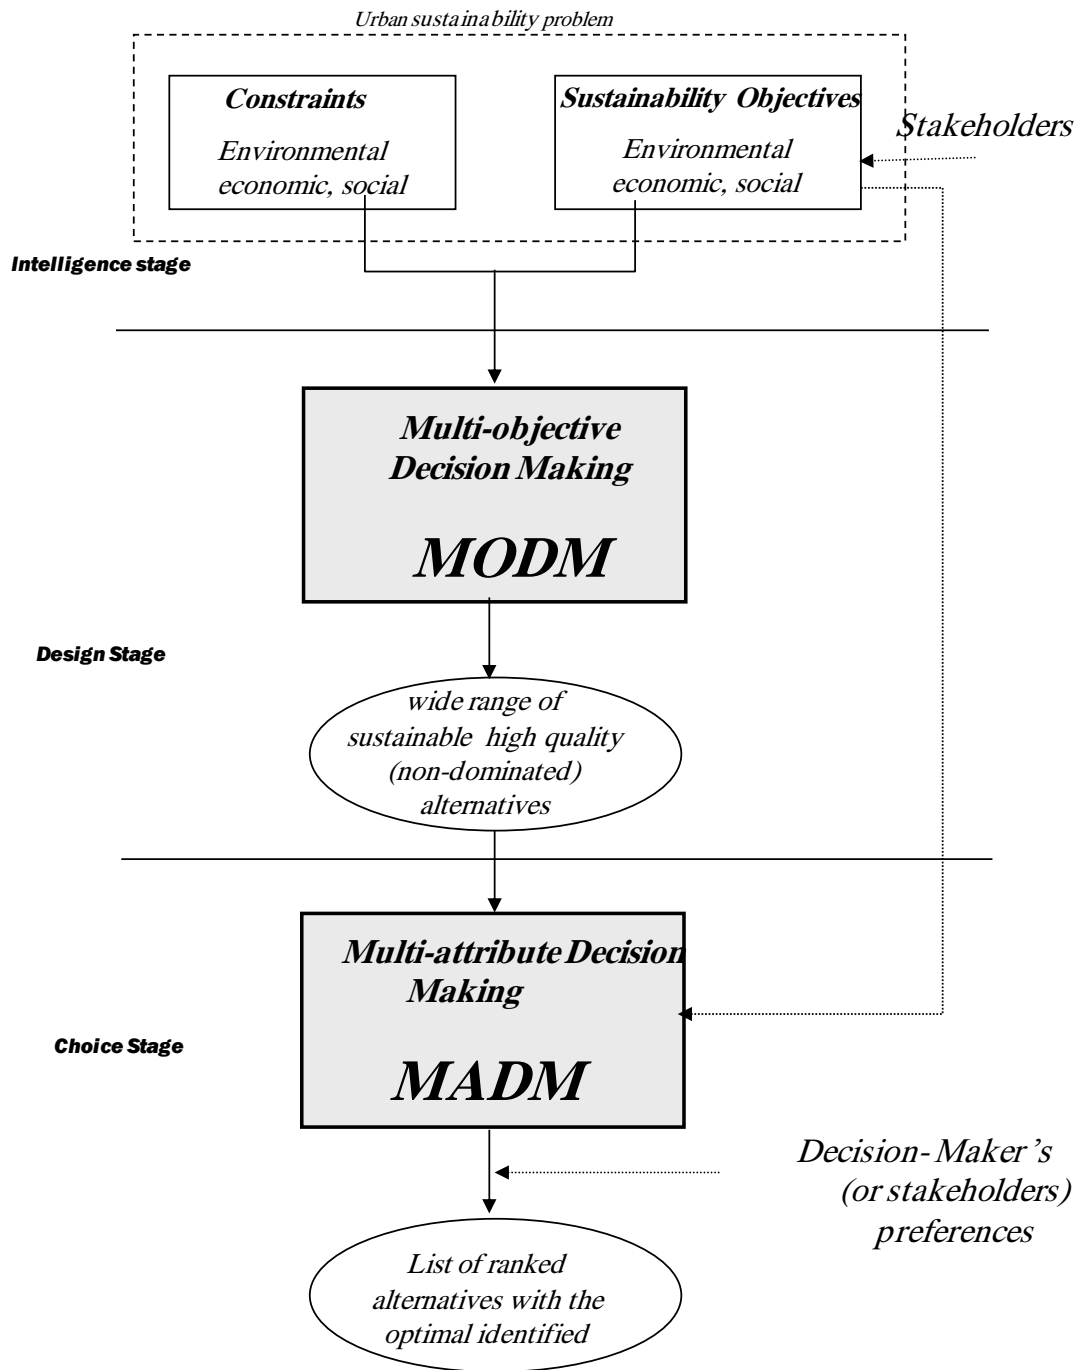 Urban sustainability problem
Constraints
Environmental
economic, social
Sustainability Objectives
Environmental
economic, social
Stakeholders
Intelligence stage
Multi-objective
Decision Making
MODM
Design Stage
wide range of
sustainable high quality
(non-dominated)
alternatives
Multi-attribute Decision
Making
MADM
Choice Stage
Decision-Maker's
(or stakeholders)
preferences
List of ranked
alternatives with the
optimal identified